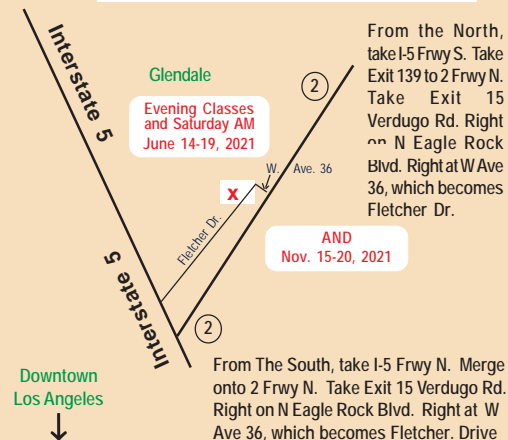 Interstate 5
Interstate 5
Glendale
Evening Classes
and Saturday AM
June 14-19, 2021
2
From the North,
take I-5 Frwy S. Take
Exit 139 to 2 Frwy N.
Take Exit 15
Verdugo Rd. Right
on N Eagle Rock
Blvd. Right at W Ave
36, which becomes
Fletcher Dr.
W. Ave. 36
X
Fletcher Dr.
AND
Nov. 15-20, 2021
2
Downtown
Los Angeles
From The South, take I-5 Frwy N. Merge
onto 2 Frwy N. Take Exit 15 Verdugo Rd.
Right on N Eagle Rock Blvd. Right at W
Ave 36, which becomes Fletcher. Drive